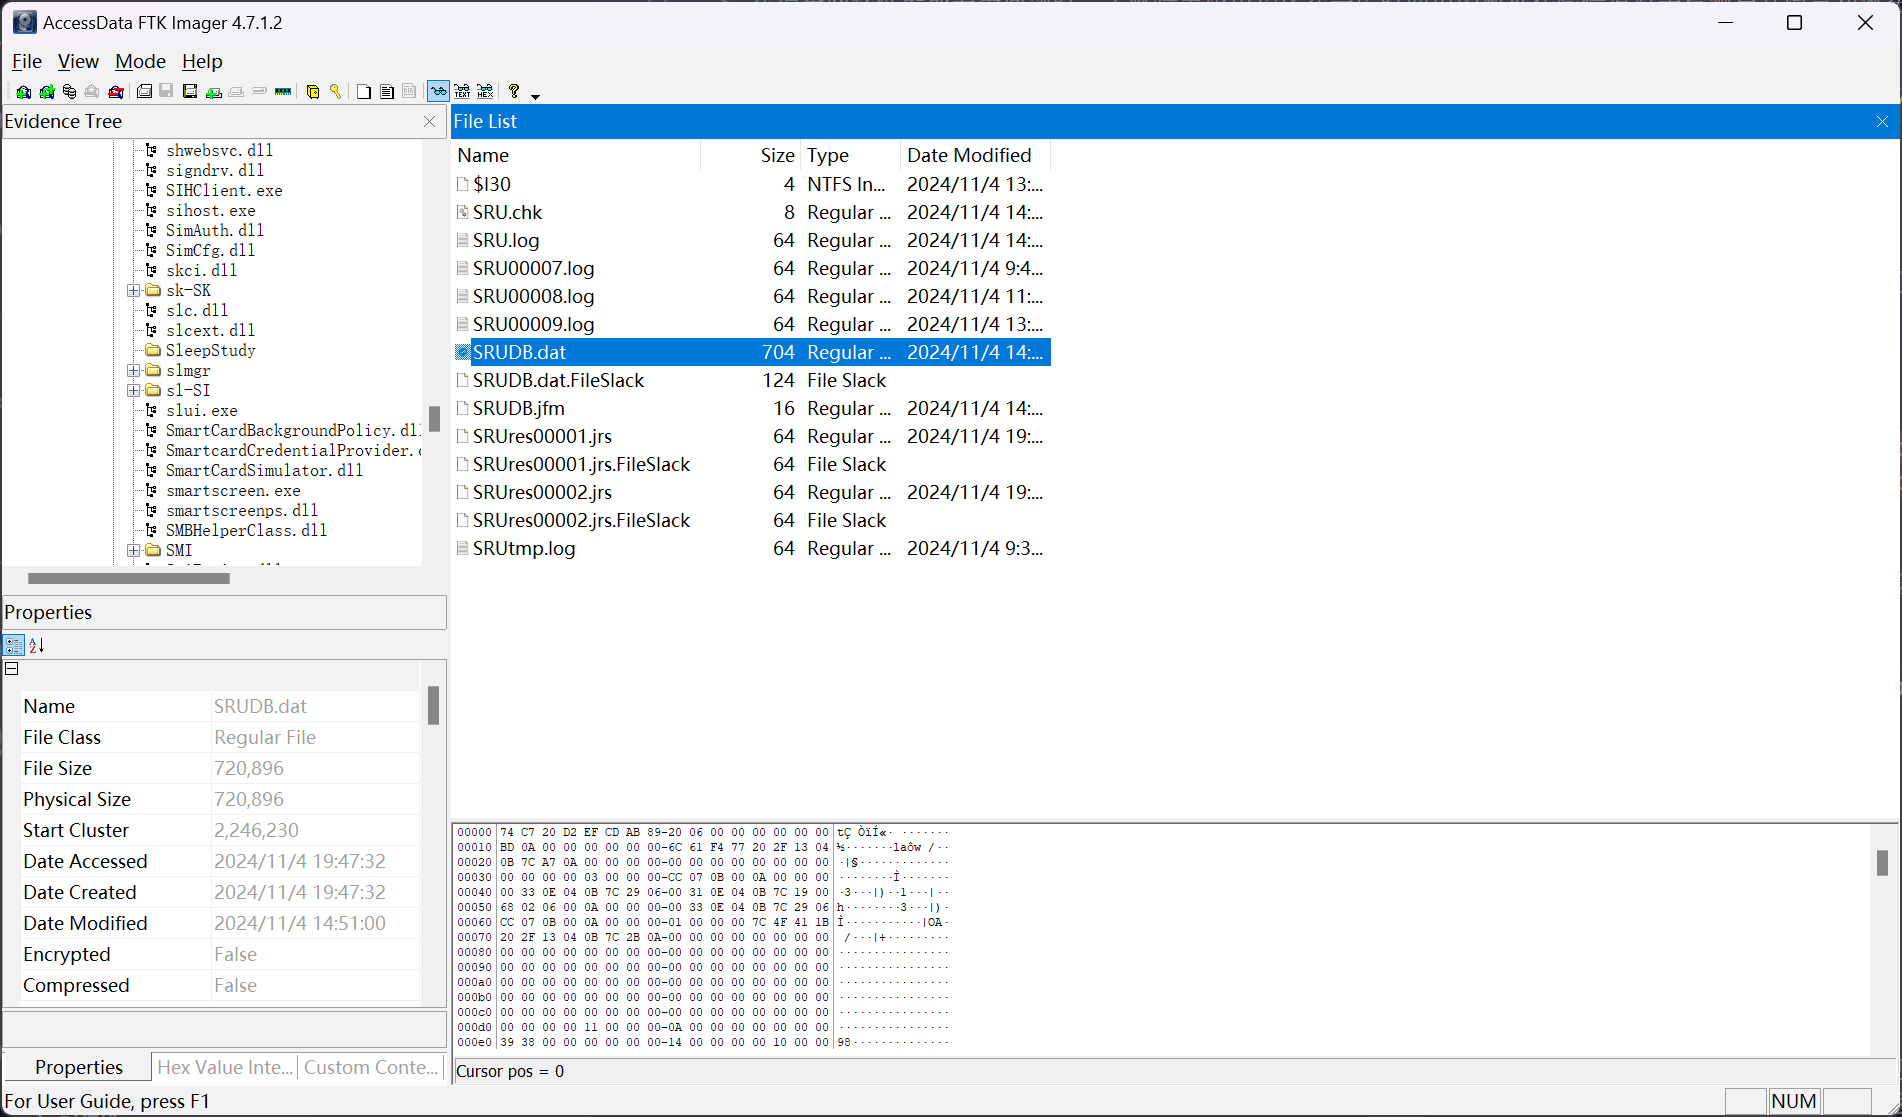 AccessData FTK Imager 4.7.1.2
File View Mode Help
Evidence Tree
shwebsvc.dll
signdrv.dll
SIHClient.exe
sihost.exe
SimAuth.dll
SimCfg.dll
skci.dll
sk-SK
slc.dll
slcext.dll
SleepStudy
slmgr
sl-SI
slui.exe
SmartCardBackgroundPolicy.dl
SmartcardCredentialProvider.
SmartCardSimulator.dll
smartscreen.exe
smartscreenps.dll
SMBHelperClass.dll
SMI
File List
Name Size Type Date Modified
$I30 4 NTFS In... 2024/11/4 13:...
SRU.chk 8 Regular ... 2024/11/4 14:...
SRU.log 64 Regular ... 2024/11/4 14:...
SRU00007.log 64 Regular ... 2024/11/4 9:4...
SRU00008.log 64 Regular ... 2024/11/4 11:...
SRU00009.log 64 Regular ... 2024/11/4 13:...
SRUDB.dat 704 Regular ... 2024/11/4 14:...
SRUDB.dat.FileSlack 124 File Slack
SRUDB.jfm 16 Regular ... 2024/11/4 14:...
SRUres00001.jrs 64 Regular ... 2024/11/4 19:...
SRUres00001.jrs.FileSlack 64 File Slack
SRUres00002.jrs 64 Regular ... 2024/11/4 19:...
SRUres00002.jrs.FileSlack 64 File Slack
SRUtmp.log 64 Regular ... 2024/11/4 9:3...
Properties
Name SRUDB.dat
File Class Regular File
File Size 720,896
Physical Size 720,896
Start Cluster 2,246,230
Date Accessed 2024/11/4 19:47:32
Date Created 2024/11/4 19:47:32
Date Modified 2024/11/4 14:51:00
Encrypted False
Compressed False
Properties Hex Value Inte... Custom Conte...
00000 74 C7 20 D2 EF CD AB 89-20 06 00 00 00 00 00 00 tÇ ÒïÍ«· ·······
00010 BD 0A 00 00 00 00 00 00-6C 61 F4 77 20 2F 13 04 ½·······laôw /··
00020 0B 7C A7 0A 00 00 00 00-00 00 00 00 00 00 00 00 ·|§·············
00030 00 00 00 00 03 00 00 00-CC 07 0B 00 0A 00 00 00 ········Ì·······
00040 00 33 0E 04 0B 7C 29 06-00 31 0E 04 0B 7C 19 00 ·3···|)··1···|··
00050 68 02 06 00 0A 00 00 00-00 33 0E 04 0B 7C 29 06 h········3···|)·
00060 CC 07 0B 00 0A 00 00 00-01 00 00 00 7C 4F 41 1B Ì···········|OA·
00070 20 2F 13 04 0B 7C 2B 0A-00 00 00 00 00 00 00 00 /···|+·········
00080 00 00 00 00 00 00 00 00-00 00 00 00 00 00 00 00 ················
00090 00 00 00 00 00 00 00 00-00 00 00 00 00 00 00 00 ················
000a0 00 00 00 00 00 00 00 00-00 00 00 00 00 00 00 00 ················
000b0 00 00 00 00 00 00 00 00-00 00 00 00 00 00 00 00 ················
000c0 00 00 00 00 00 00 00 00-00 00 00 00 00 00 00 00 ················
000d0 00 00 00 00 11 00 00 00-0A 00 00 00 00 00 00 00 ················
000e0 39 38 00 00 00 00 00 00-14 00 00 00 00 10 00 00 98··············
Cursor pos = 0
For User Guide, press F1
NUM